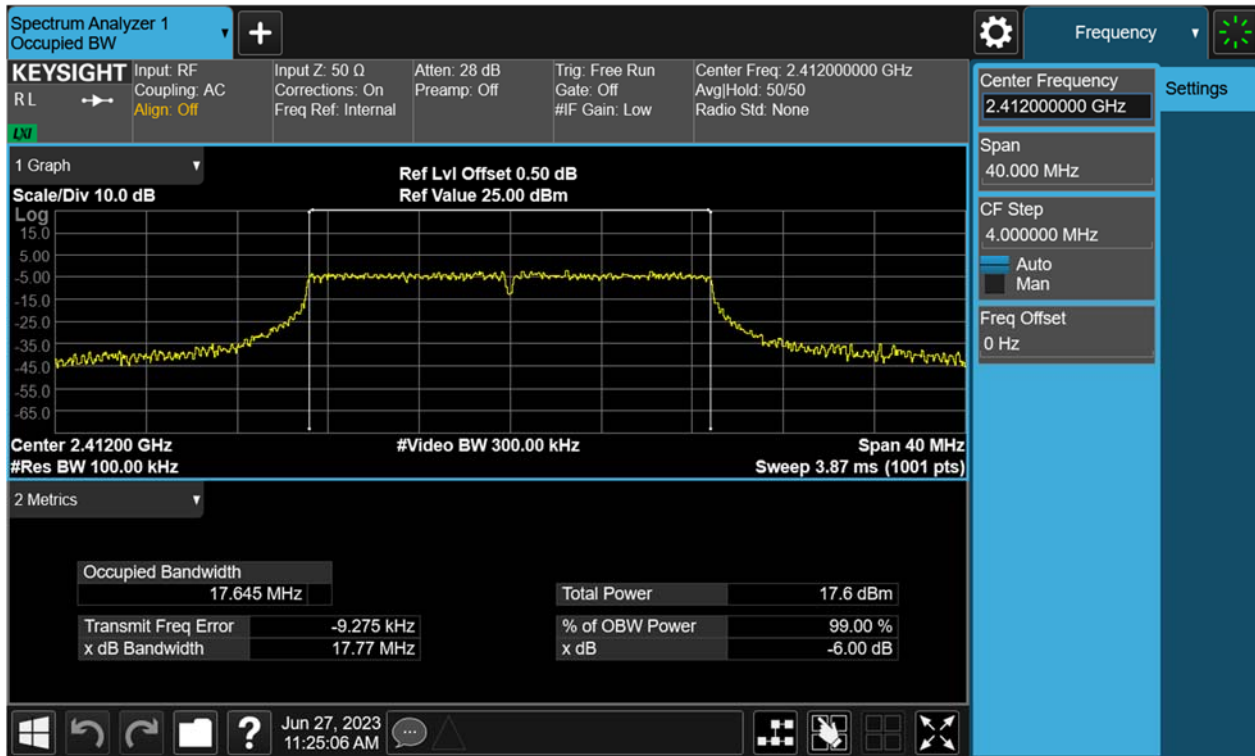 Spectrum Analyzer 1
Occupied BW
Frequency
KEYSIGHT
R L
LXI
Input: RF
Coupling: AC
Align: Off
Input Z: 50 Ω
Corrections: On
Freq Ref: Internal
Atten: 28 dB
Preamp: Off
Trig: Free Run
Gate: Off
#IF Gain: Low
Center Freq: 2.412000000 GHz
Avg|Hold: 50/50
Radio Std: None
1 Graph
Scale/Div 10.0 dB
Ref Lvl Offset 0.50 dB
Ref Value 25.00 dBm
Log
15.0
5.00
-5.00
-15.0
-25.0
-35.0
-45.0
-55.0
-65.0
Center 2.41200 GHz
#Video BW 300.00 kHz
Span 40 MHz
#Res BW 100.00 kHz
Sweep 3.87 ms (1001 pts)
2 Metrics
Occupied Bandwidth
17.645 MHz
Transmit Freq Error -9.275 kHz
x dB Bandwidth 17.77 MHz
Total Power 17.6 dBm
% of OBW Power 99.00 %
x dB -6.00 dB
Center Frequency
2.412000000 GHz
Span
40.000 MHz
CF Step
4.000000 MHz
Auto
Man
Freq Offset
0 Hz
Settings
?
Jun 27, 2023
11:25:06 AM